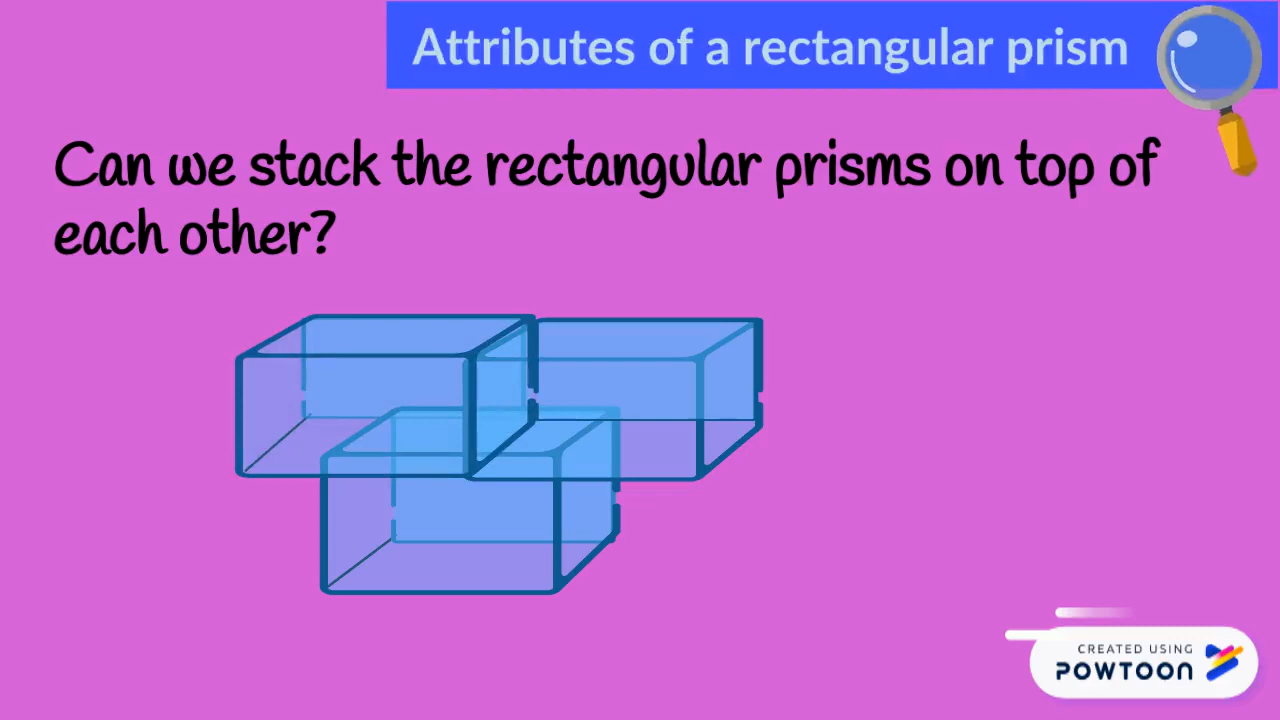 Attributes of a rectangular prism
Can we stack the rectangular prisms on top of
each other?
CREATED USING
POWTOON